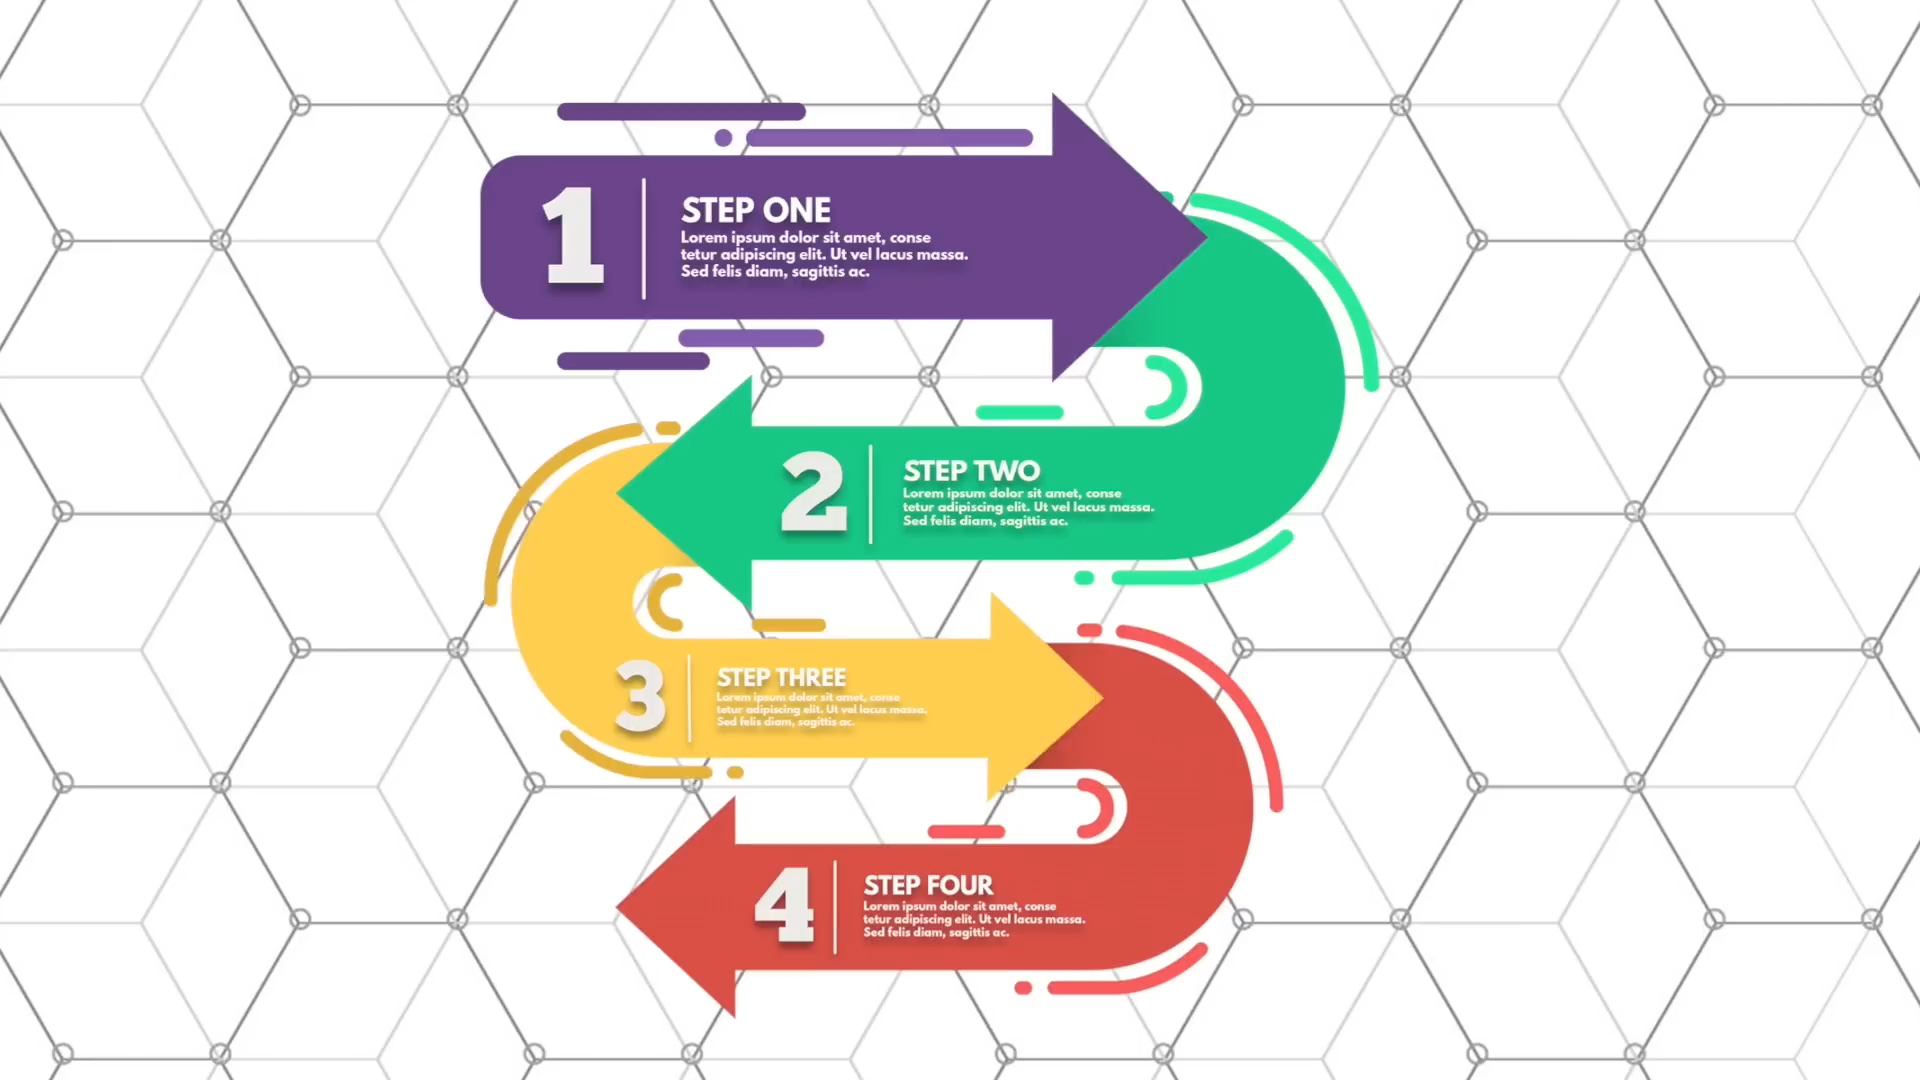 1
STEP ONE
Lorem ipsum dolor sit amet, conse
tetur adipiscing elit. Ut vel lacus massa.
Sed felis diam, sagittis ac.
2
STEP TWO
Lorem ipsum dolor sit amet, conse
tetur adipiscing elit. Ut vel lacus massa.
Sed felis diam, sagittis ac.
3
STEP THREE
Lorem ipsum dolor sit amet, conse
tetur adipiscing elit. Ut vel lacus massa.
Sed felis diam, sagittis ac.
4
STEP FOUR
Lorem ipsum dolor sit amet, conse
tetur adipiscing elit. Ut vel lacus massa.
Sed felis diam, sagittis ac.